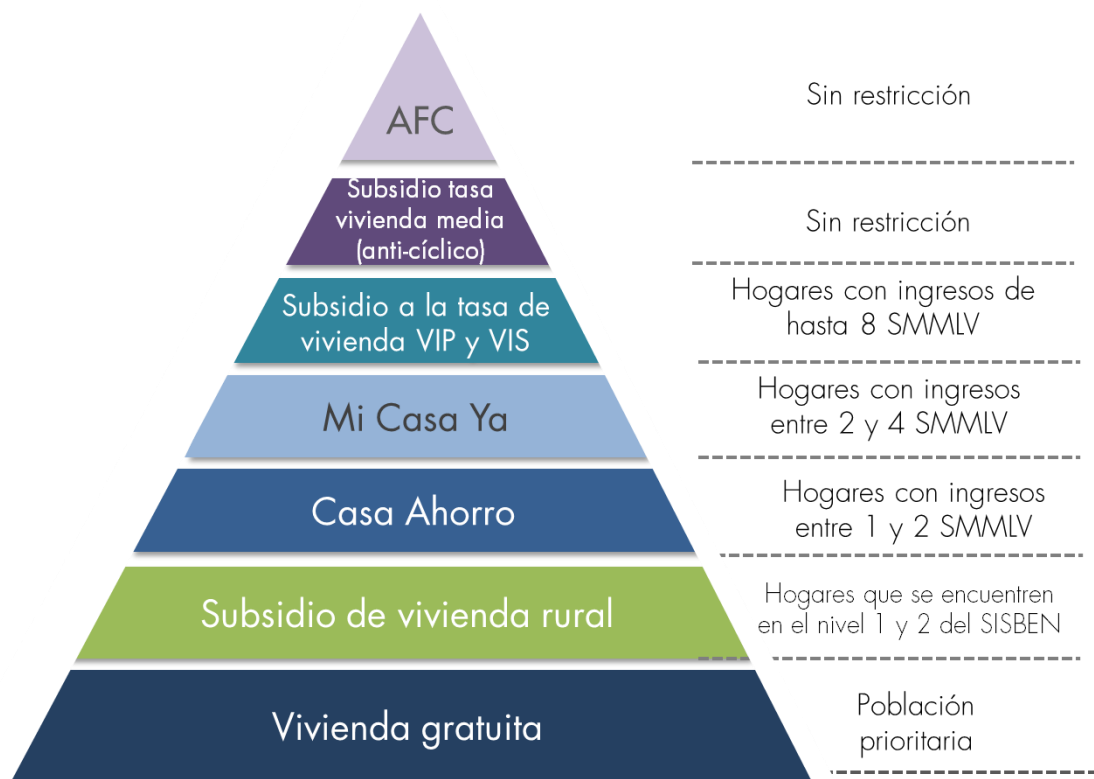 AFC
Sin restricción
Subsidio tasa
vivienda media
(anti-cíclico)
Sin restricción
Subsidio a la tasa de
vivienda VIP y VIS
Hogares con ingresos de
hasta 8 SMMLV
Mi Casa Ya
Hogares con ingresos
entre 2 y 4 SMMLV
Casa Ahorro
Hogares con ingresos
entre 1 y 2 SMMLV
Subsidio de vivienda rural
Hogares que se encuentren
en el nivel 1 y 2 del SISBEN
Vivienda gratuita
Población
prioritaria